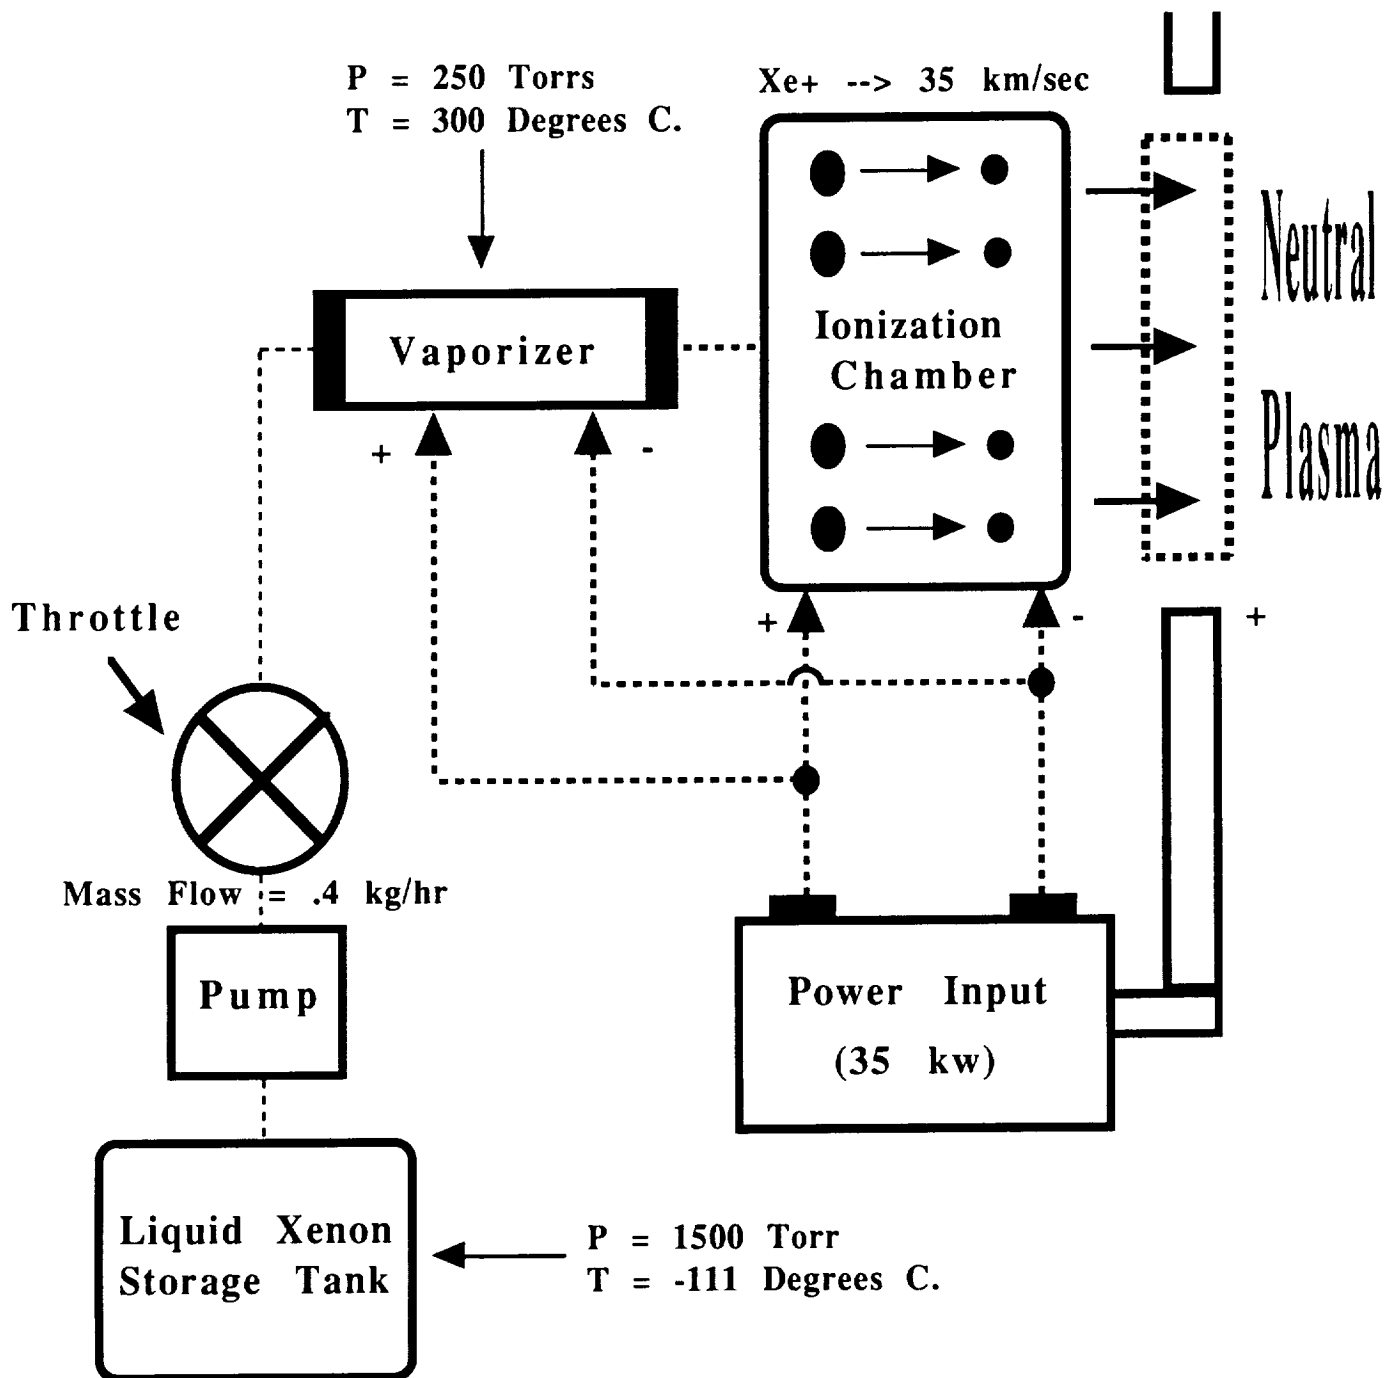 P = 250 Torrs
T = 300 Degrees C.
Xe+ --> 35 km/sec
Neutral
Plasma
Vaporizer
Ionization
Chamber
+
-
Throttle
+
-
+
Mass Flow = .4 kg/hr
Pump
Power Input
(35 kw)
Liquid Xenon
Storage Tank
P = 1500 Torr
T = -111 Degrees C.